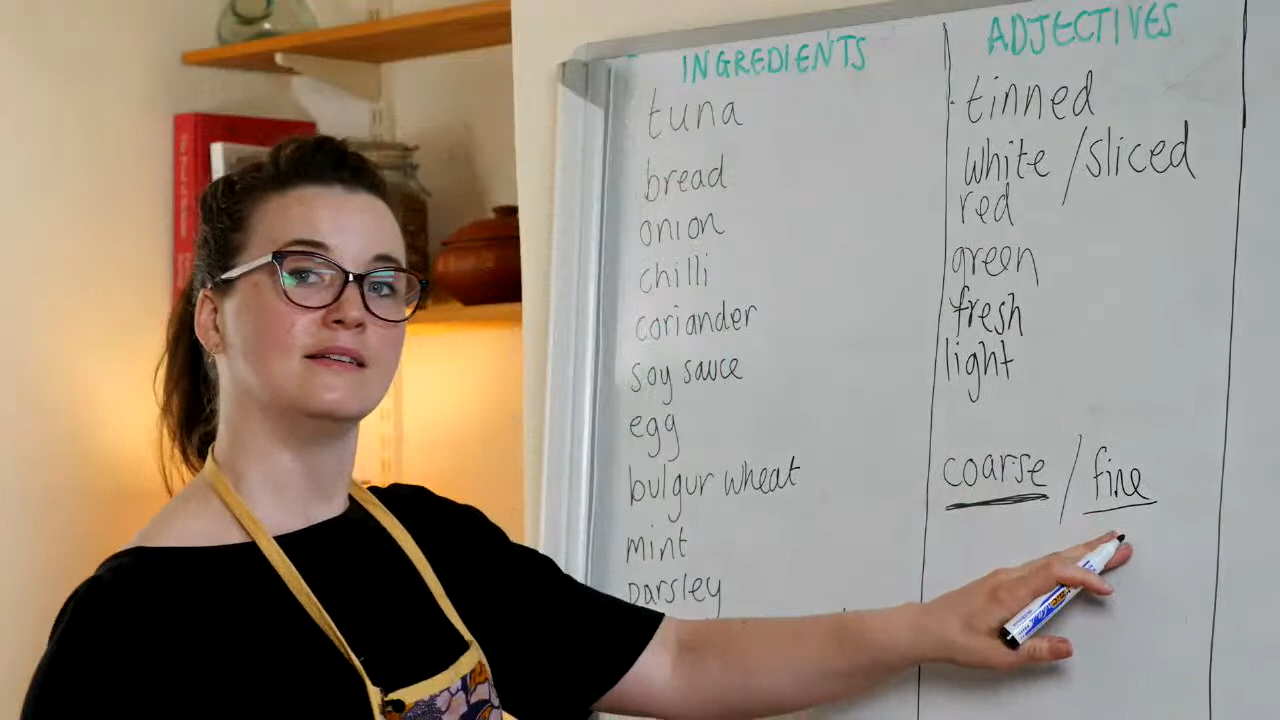 INGREDIENTS
tuna
bread
onion
chilli
coriander
soy sauce
egg
bulgur wheat
mint
parsley
ADJECTIVES
tinned
white / sliced
red
green
fresh
light
coarse / fine